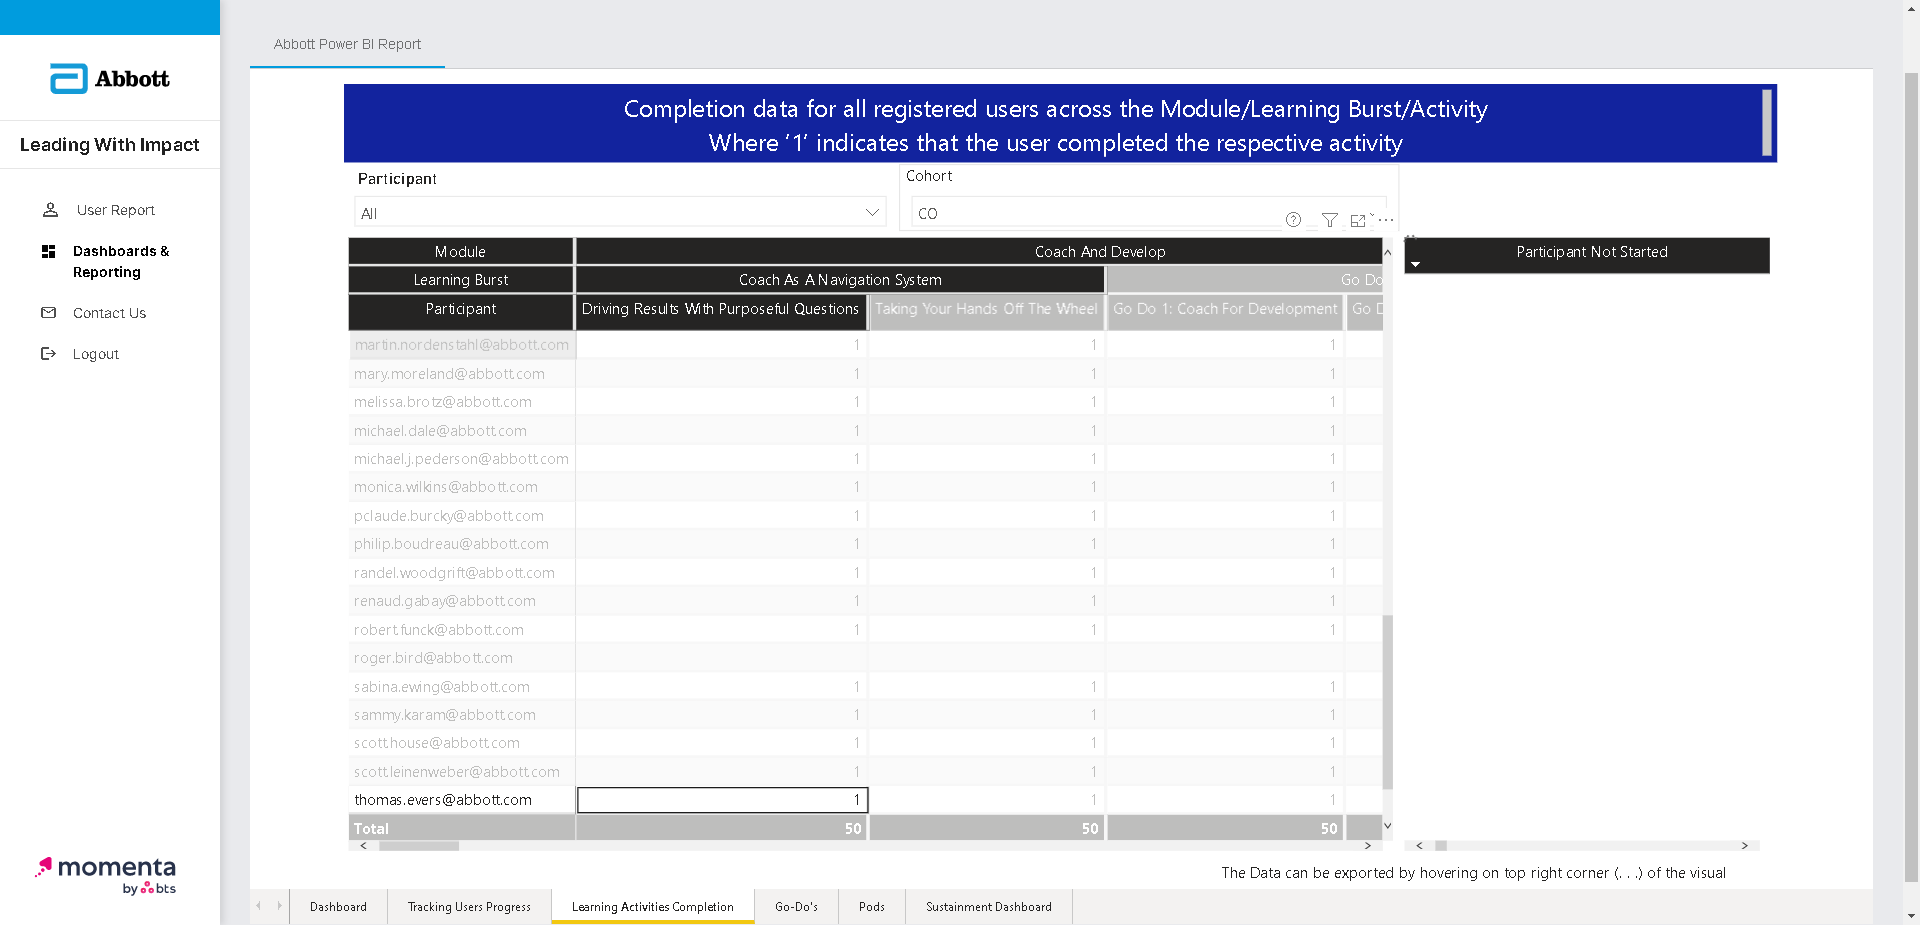 Abbott
Leading With Impact
User Report
Dashboards &
Reporting
Contact Us
Logout
momenta
by bts
Abbott Power BI Report
Completion data for all registered users across the Module/Learning Burst/Activity
Where '1' indicates that the user completed the respective activity
Participant
All
Cohort
CO
Module Coach And Develop
Learning Burst Coach As A Navigation System Go Do
Participant Driving Results With Purposeful Questions Taking Your Hands Off The Wheel Go Do 1: Coach For Development Go D
martin.nordenstahl@abbott.com 1 1 1
mary.moreland@abbott.com 1 1 1
melissa.brotz@abbott.com 1 1 1
michael.dale@abbott.com 1 1 1
michael.j.pederson@abbott.com 1 1 1
monica.wilkins@abbott.com 1 1 1
pclaude.burcky@abbott.com 1 1 1
philip.boudreau@abbott.com 1 1 1
randel.woodgrift@abbott.com 1 1 1
renaud.gabay@abbott.com 1 1 1
robert.funck@abbott.com 1 1 1
roger.bird@abbott.com
sabina.ewing@abbott.com 1 1 1
sammy.karam@abbott.com 1 1 1
scott.house@abbott.com 1 1 1
scott.leinenweber@abbott.com 1 1 1
thomas.evers@abbott.com 1 1 1
Total 50 50 50
Participant Not Started
The Data can be exported by hovering on top right corner (. . .) of the visual
Dashboard Tracking Users Progress Learning Activities Completion Go-Do's Pods Sustainment Dashboard